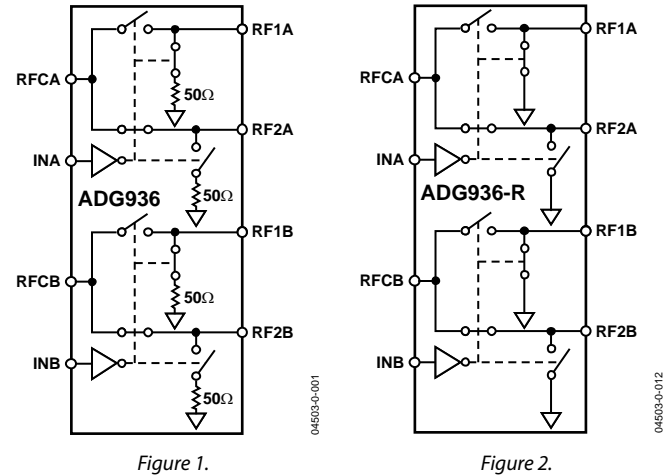 RF1A
RFCA
50Ω
RF2A
INA
50Ω
ADG936
RF1B
RFCB
50Ω
RF2B
INB
50Ω
04503-0-001
Figure 1.
RF1A
RFCA
RF2A
INA
ADG936-R
RF1B
RFCB
RF2B
INB
04503-0-012
Figure 2.